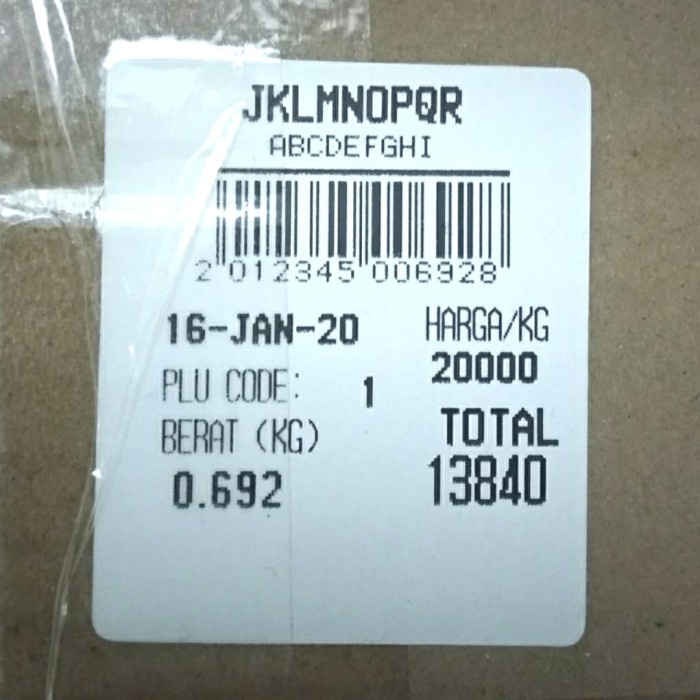 JKLMNOPQR
ABCDEFGHI
2 012345 006928
16-JAN-20
HARGA/KG
20000
PLU CODE: 1
BERAT (KG)
0.692
TOTAL
13840